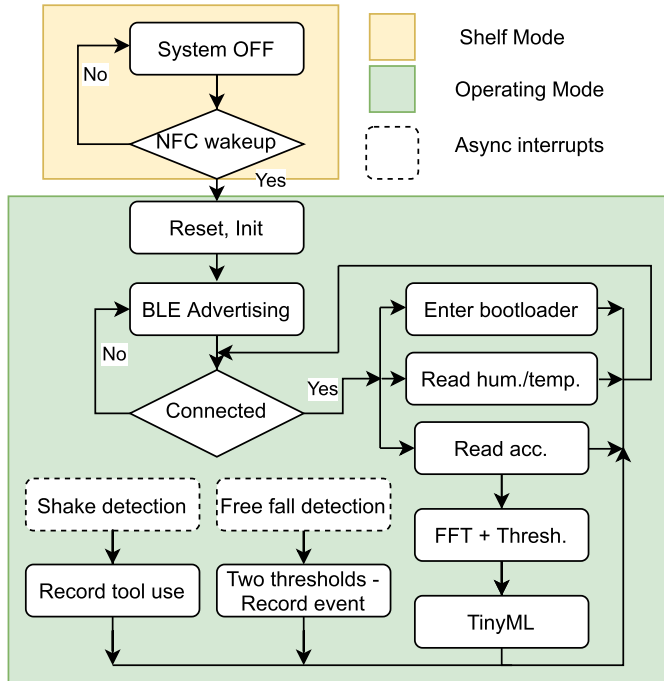 System OFF
No
NFC wakeup
Yes
Shelf Mode
Operating Mode
Async interrupts
Reset, Init
BLE Advertising
No
Connected
Yes
Enter bootloader
Read hum./temp.
Read acc.
Shake detection
Free fall detection
FFT + Thresh.
Record tool use
Two thresholds -
Record event
TinyML